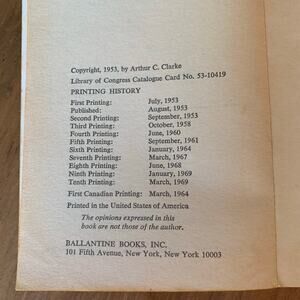 Copyright, 1953, by Arthur C. Clarke
Library of Congress Catalogue Card No. 53-10419
PRINTING HISTORY
First Printing: July, 1953
Published: August, 1953
Second Printing: September, 1953
Third Printing: October, 1958
Fourth Printing: June, 1960
Fifth Printing: September, 1961
Sixth Printing: January, 1964
Seventh Printing: March, 1967
Eighth Printing: June, 1968
Ninth Printing: January, 1969
Tenth Printing: March, 1969
First Canadian Printing: March, 1964
Printed in the United States of America
The opinions expressed in this
book are not those of the author.
BALLANTINE BOOKS, INC.
101 Fifth Avenue, New York, New York 10003